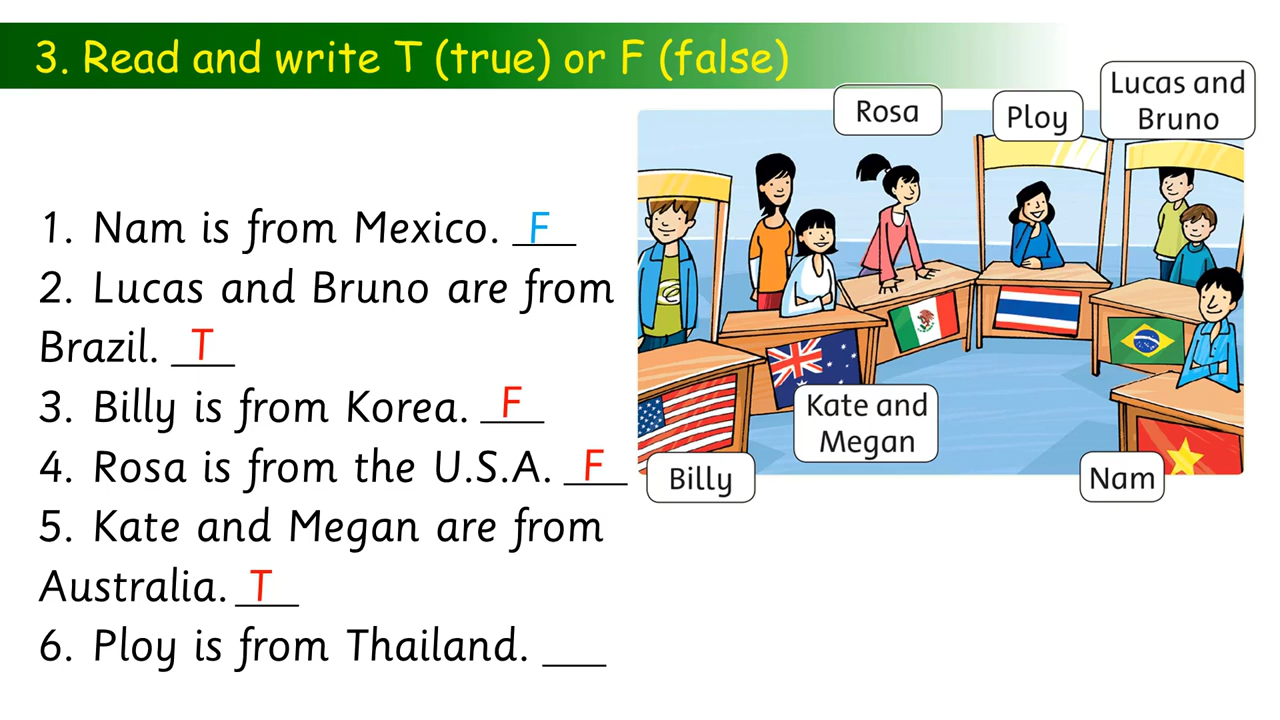 3. Read and write T (true) or F (false)
Rosa
Ploy
Lucas and
Bruno
1. Nam is from Mexico. F
2. Lucas and Bruno are from
Brazil. T
3. Billy is from Korea. F
4. Rosa is from the U.S.A. F
5. Kate and Megan are from
Australia. T
6. Ploy is from Thailand. ___
Kate and
Megan
Billy
Nam